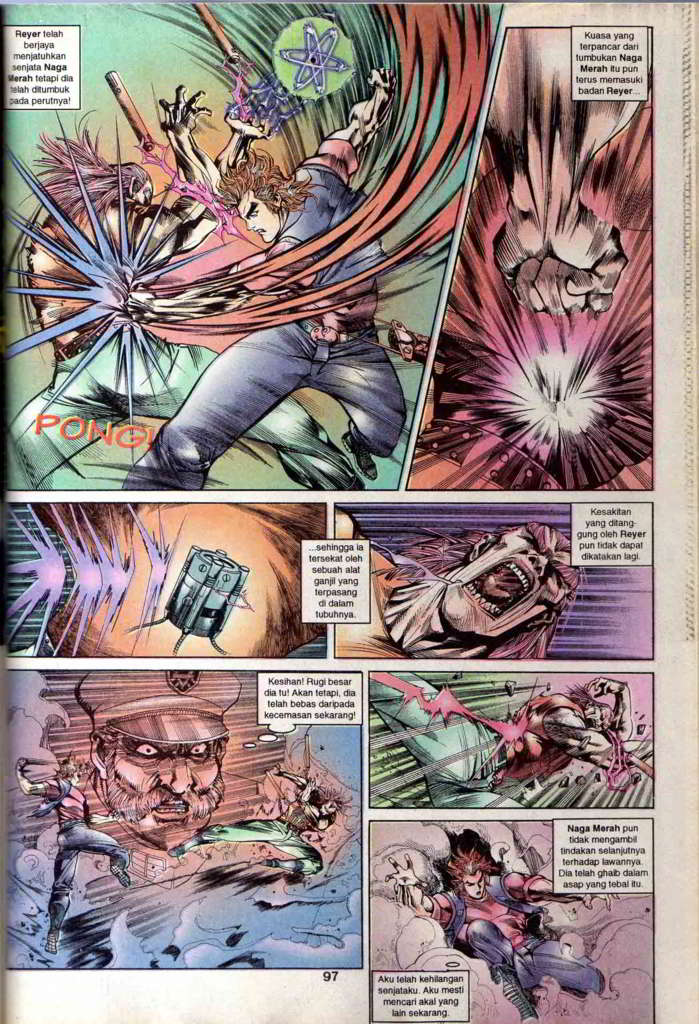 Reyer telah
berjaya
menjatuhkan
senjata Naga
Merah tetapi dia
telah ditumbuk
pada perutnya!
Kuasa yang
terpancar dari
tumbukan Naga
Merah itu pun
terus memasuki
badan Reyer...
PONG!
...sehingga ia
tersekat oleh
sebuah alat
ganjil yang
terpasang
di dalam
tubuhnya.
Kesakitan
yang ditang-
gung oleh Reyer
pun tidak dapat
dikatakan lagi.
Kesihan! Rugi besar
dia tu! Akan tetapi, dia
telah bebas daripada
kecemasan sekarang!
Naga Merah pun
tidak mengambil
tindakan selanjutnya
terhadap lawannya.
Dia telah ghaib dalam
asap yang tebal itu.
Aku telah kehilangan
senjataku. Aku mesti
mencari akal yang
lain sekarang.
97